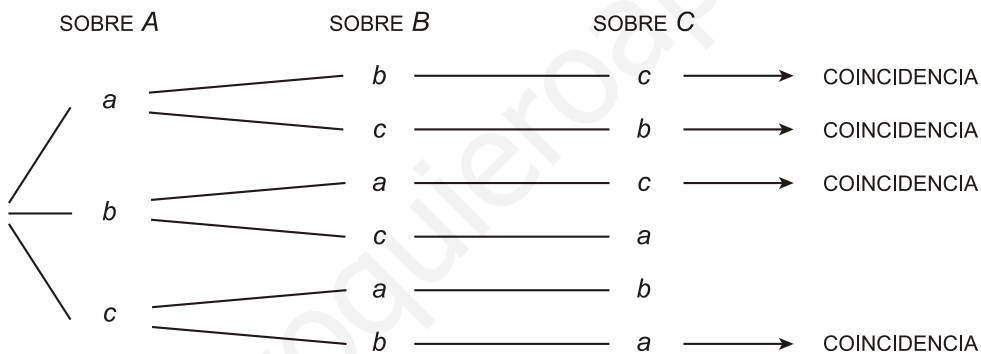 SOBRE A SOBRE B SOBRE C
b c COINCIDENCIA
a
c b COINCIDENCIA
a c COINCIDENCIA
b
c a
a b
c
b a COINCIDENCIA